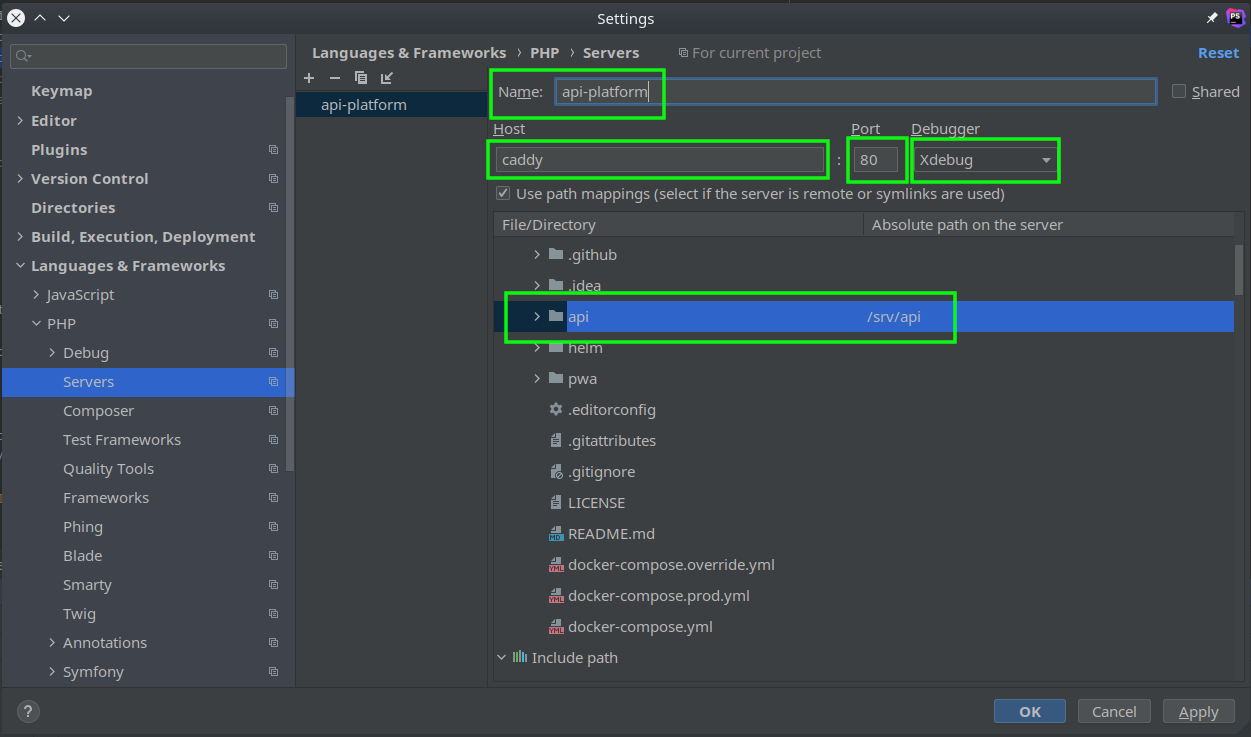 Settings
PS
Languages & Frameworks › PHP › Servers For current project Reset
Keymap
Editor
Plugins
Version Control
Directories
Build, Execution, Deployment
Languages & Frameworks
JavaScript
PHP
Debug
Servers
Composer
Test Frameworks
Quality Tools
Frameworks
Phing
Blade
Smarty
Twig
Annotations
Symfony
api-platform
Name: api-platform Shared
Host Port Debugger
caddy : 80 Xdebug
Use path mappings (select if the server is remote or symlinks are used)
File/Directory Absolute path on the server
.github
.idea
api /srv/api
helm
pwa
.editorconfig
.gitattributes
.gitignore
LICENSE
README.md
docker-compose.override.yml
docker-compose.prod.yml
docker-compose.yml
Include path
? OK Cancel Apply